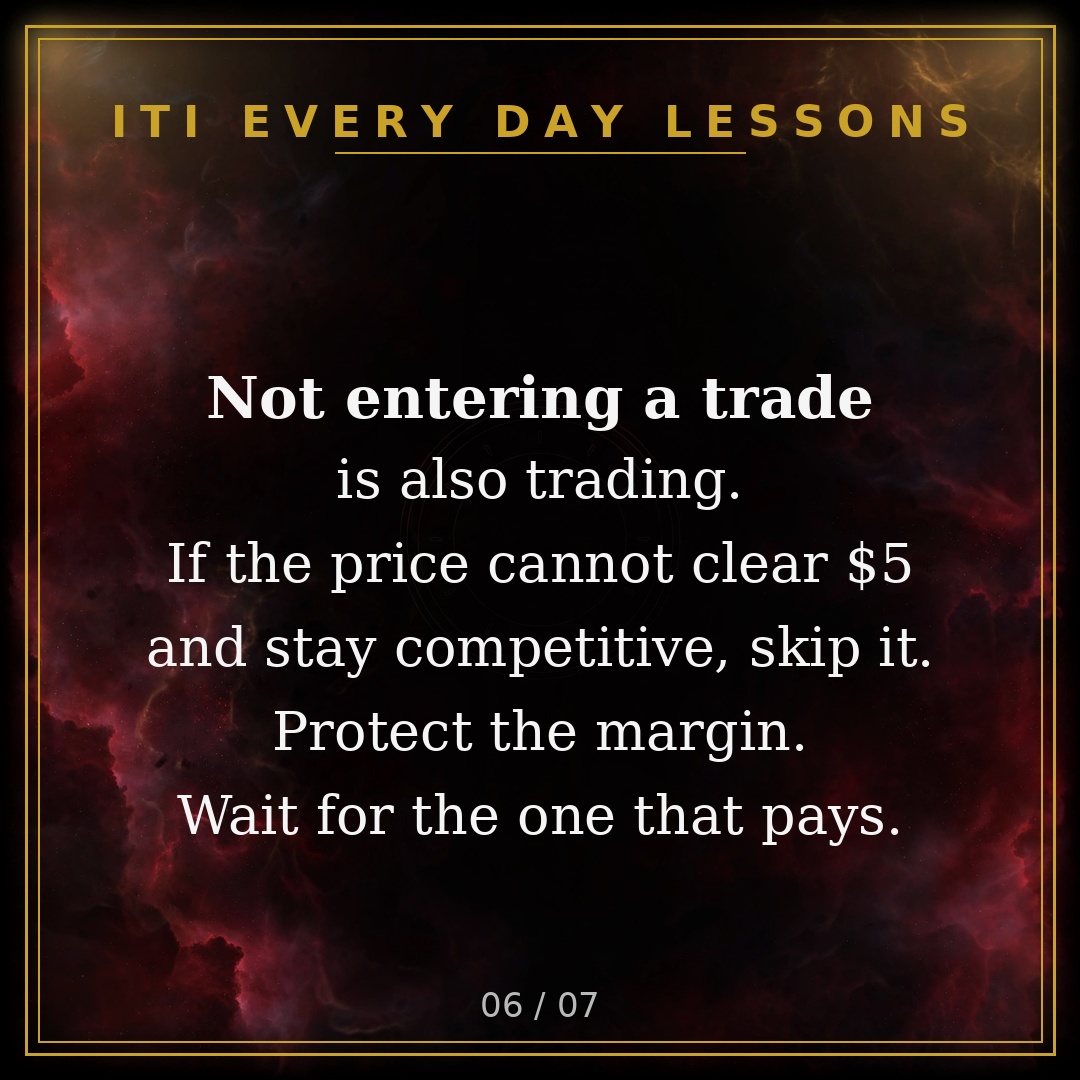 ITI EVERY DAY LESSONS
Not entering a trade
is also trading.
If the price cannot clear $5
and stay competitive, skip it.
Protect the margin.
Wait for the one that pays.
06 / 07